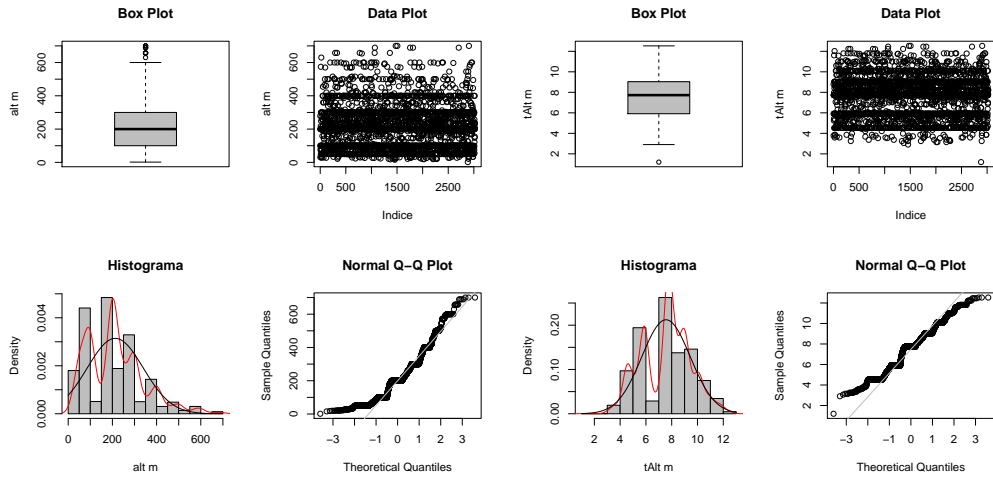 Box Plot
alt m
0 200 400 600
Data Plot
alt m
0 200 400 600
0 500 1500 2500
Indice
Box Plot
tAlt m
2 4 6 8 10
Data Plot
tAlt m
2 4 6 8 10
0 500 1500 2500
Indice
Histograma
Density
0.000 0.002 0.004
0 200 400 600
alt m
Normal Q−Q Plot
Sample Quantiles
0 200 400 600
−3 −2 −1 0 1 2 3
Theoretical Quantiles
Histograma
Density
0.00 0.10 0.20
2 4 6 8 10 12
tAlt m
Normal Q−Q Plot
Sample Quantiles
2 4 6 8 10
−3 −2 −1 0 1 2 3
Theoretical Quantiles